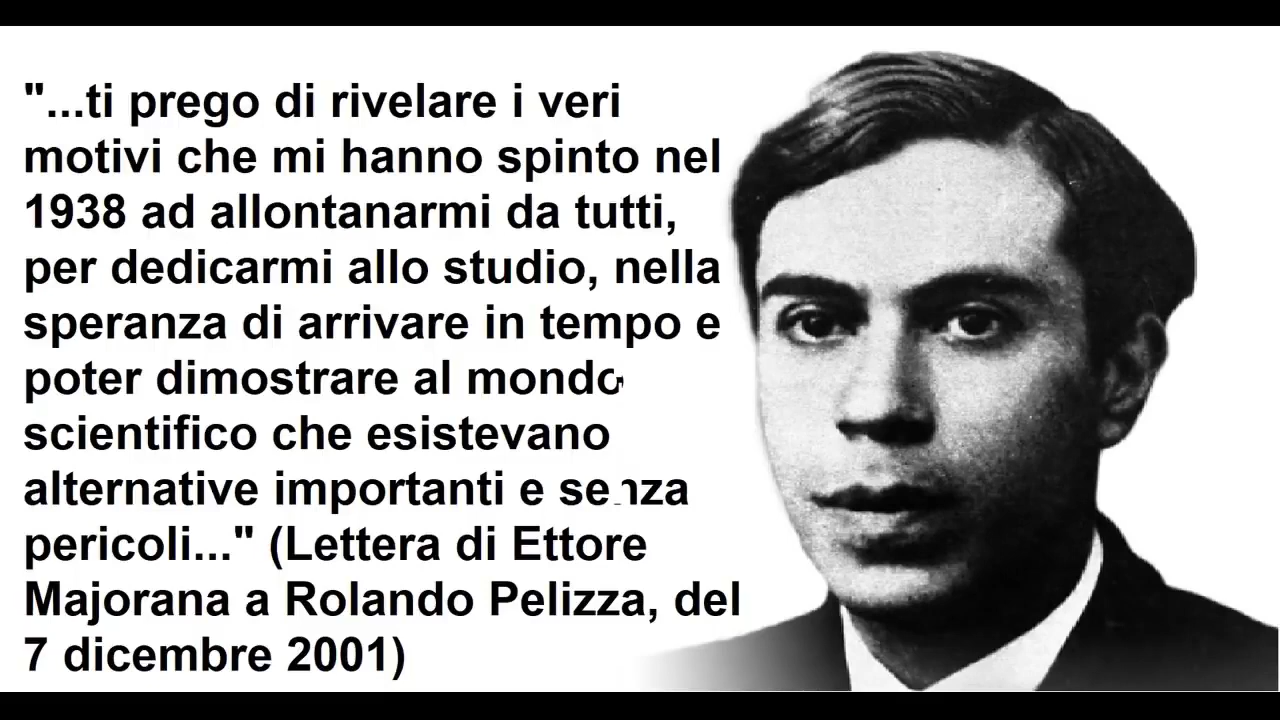 "...ti prego di rivelare i veri
motivi che mi hanno spinto nel
1938 ad allontanarmi da tutti,
per dedicarmi allo studio, nella
speranza di arrivare in tempo e
poter dimostrare al mondo
scientifico che esistevano
alternative importanti e senza
pericoli..." (Lettera di Ettore
Majorana a Rolando Pelizza, del
7 dicembre 2001)